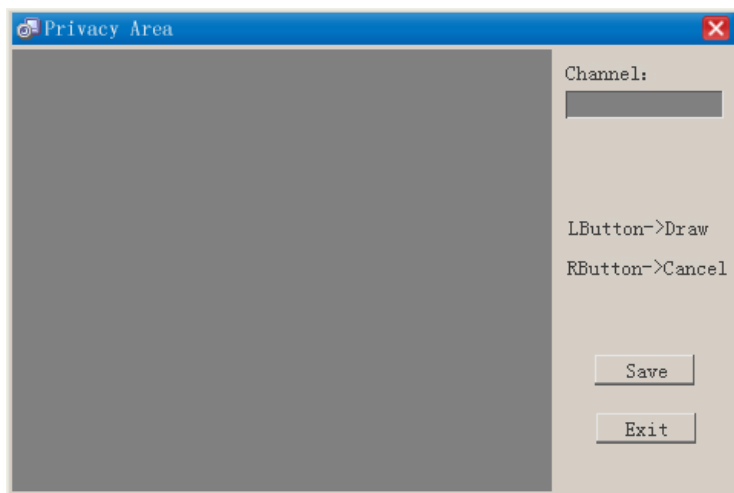 Privacy Area
Channel:
LButton->Draw
RButton->Cancel
Save
Exit